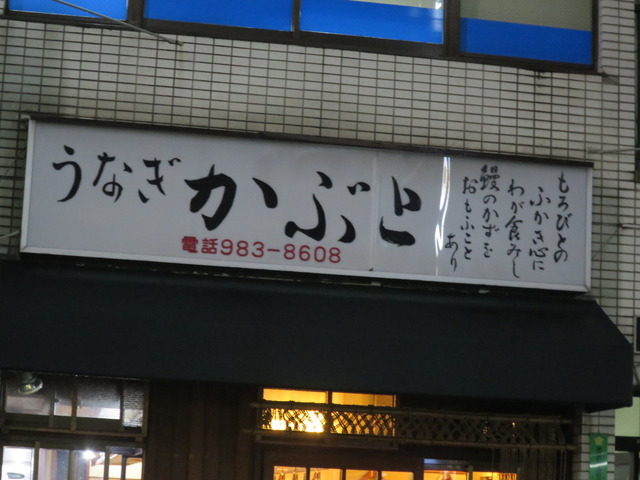 うなぎ かぶと
電話983-8608
もろびとの
ふかき心に
わが食みし
鰻のかずを
おもふこと
あり